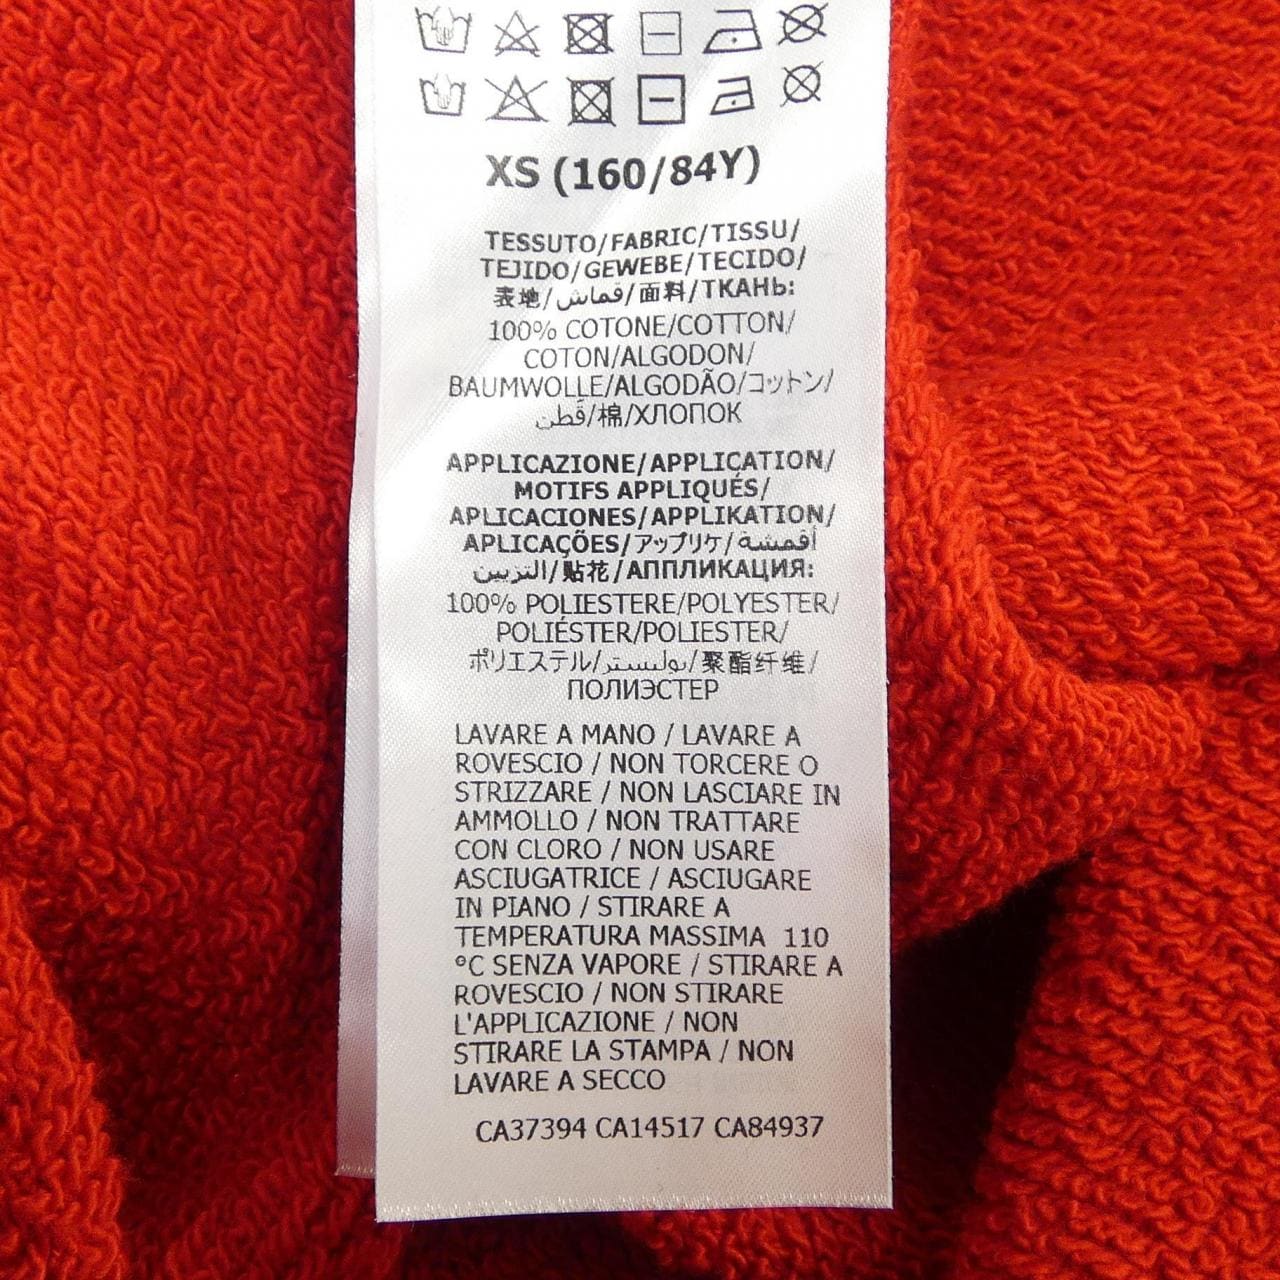 XS (160/84Y)
TESSUTO/FABRIC/TISSU/
TEJIDO/GEWEBE/TECIDO/
表地/قماش/面料/ТКАНЬ:
100% COTONE/COTTON/
COTON/ALGODON/
BAUMWOLLE/ALGODÃO/コットン/
قطن/棉/ХЛОПОК
APPLICAZIONE/APPLICATION/
MOTIFS APPLIQUÉS/
APLICACIONES/APPLIKATION/
APLICAÇÕES/アップリケ/أقمشة
التزيين/贴花/АППЛИКАЦИЯ:
100% POLIESTERE/POLYESTER/
POLIÉSTER/POLIESTER/
ポリエステル/بوليستر/聚酯纤维/
ПОЛИЭСТЕР
LAVARE A MANO / LAVARE A
ROVESCIO / NON TORCERE O
STRIZZARE / NON LASCIARE IN
AMMOLLO / NON TRATTARE
CON CLORO / NON USARE
ASCIUGATRICE / ASCIUGARE
IN PIANO / STIRARE A
TEMPERATURA MASSIMA 110
°C SENZA VAPORE / STIRARE A
ROVESCIO / NON STIRARE
L'APPLICAZIONE / NON
STIRARE LA STAMPA / NON
LAVARE A SECCO
CA37394 CA14517 CA84937